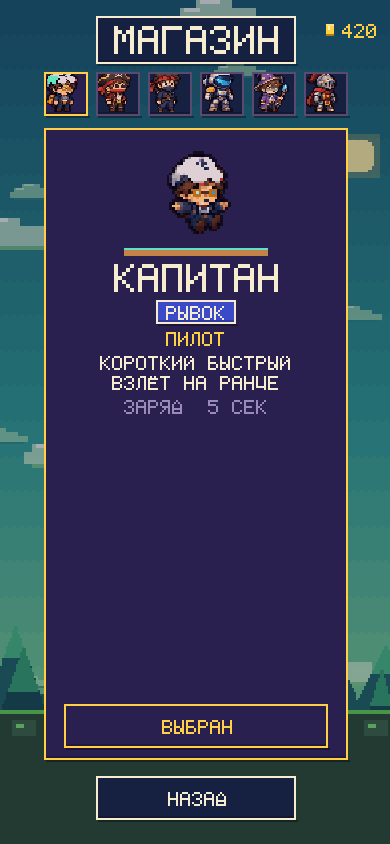 МАГАЗИН
420
КАПИТАН
РЫВОК
ПИЛОТ
КОРОТКИЙ БЫСТРЫЙ
ВЗЛЁТ НА РАНЦЕ
ЗАРЯД 5 СЕК
ВЫБРАН
НАЗАД